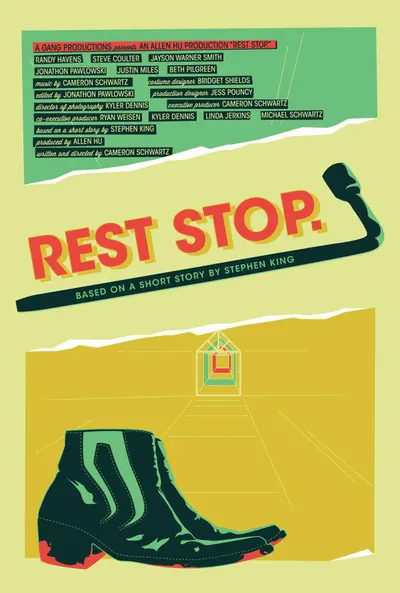 A GANG PRODUCTIONS presents AN ALLEN HU PRODUCTION "REST STOP"
RANDY HAVENS STEVE COULTER JAYSON WARNER SMITH
JONATHON PAWLOWSKI JUSTIN MILES BETH PILGREEN
music by CAMERON SCHWARTZ costume designer BRIDGET SHIELDS
edited by JONATHON PAWLOWSKI production designer JESS POUNCY
director of photography KYLER DENNIS executive producer CAMERON SCHWARTZ
co-executive producer RYAN WEISEN KYLER DENNIS LINDA JERKINS MICHAEL SCHWARTZ
based on a short story by STEPHEN KING
produced by ALLEN HU
written and directed by CAMERON SCHWARTZ
REST STOP.
BASED ON A SHORT STORY BY STEPHEN KING